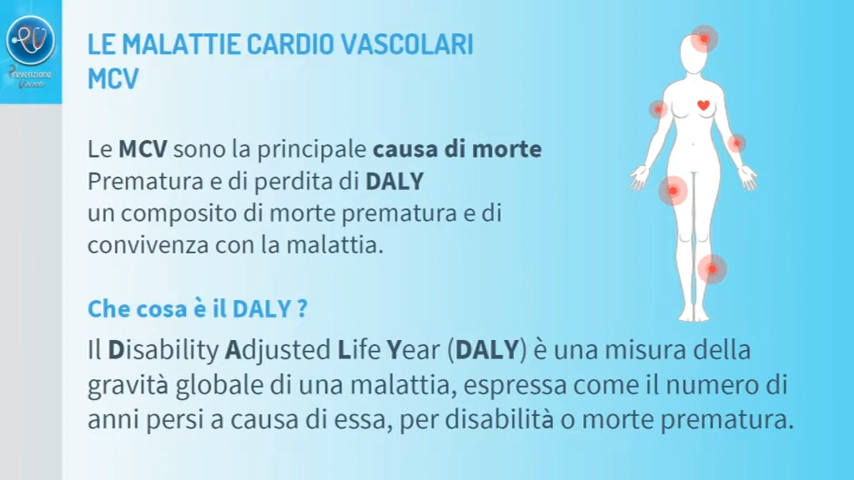 PV
Prevenzione
LE MALATTIE CARDIO VASCOLARI
MCV
Le MCV sono la principale causa di morte
Prematura e di perdita di DALY
un composito di morte prematura e di
convivenza con la malattia.
Che cosa è il DALY ?
Il Disability Adjusted Life Year (DALY) è una misura della
gravità globale di una malattia, espressa come il numero di
anni persi a causa di essa, per disabilità o morte prematura.